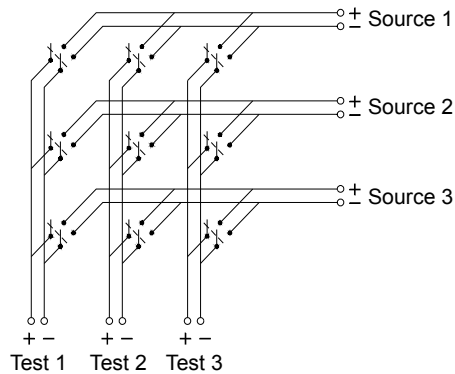 +
− Source 1
+
− Source 2
+
− Source 3
+ − + − + −
Test 1 Test 2 Test 3